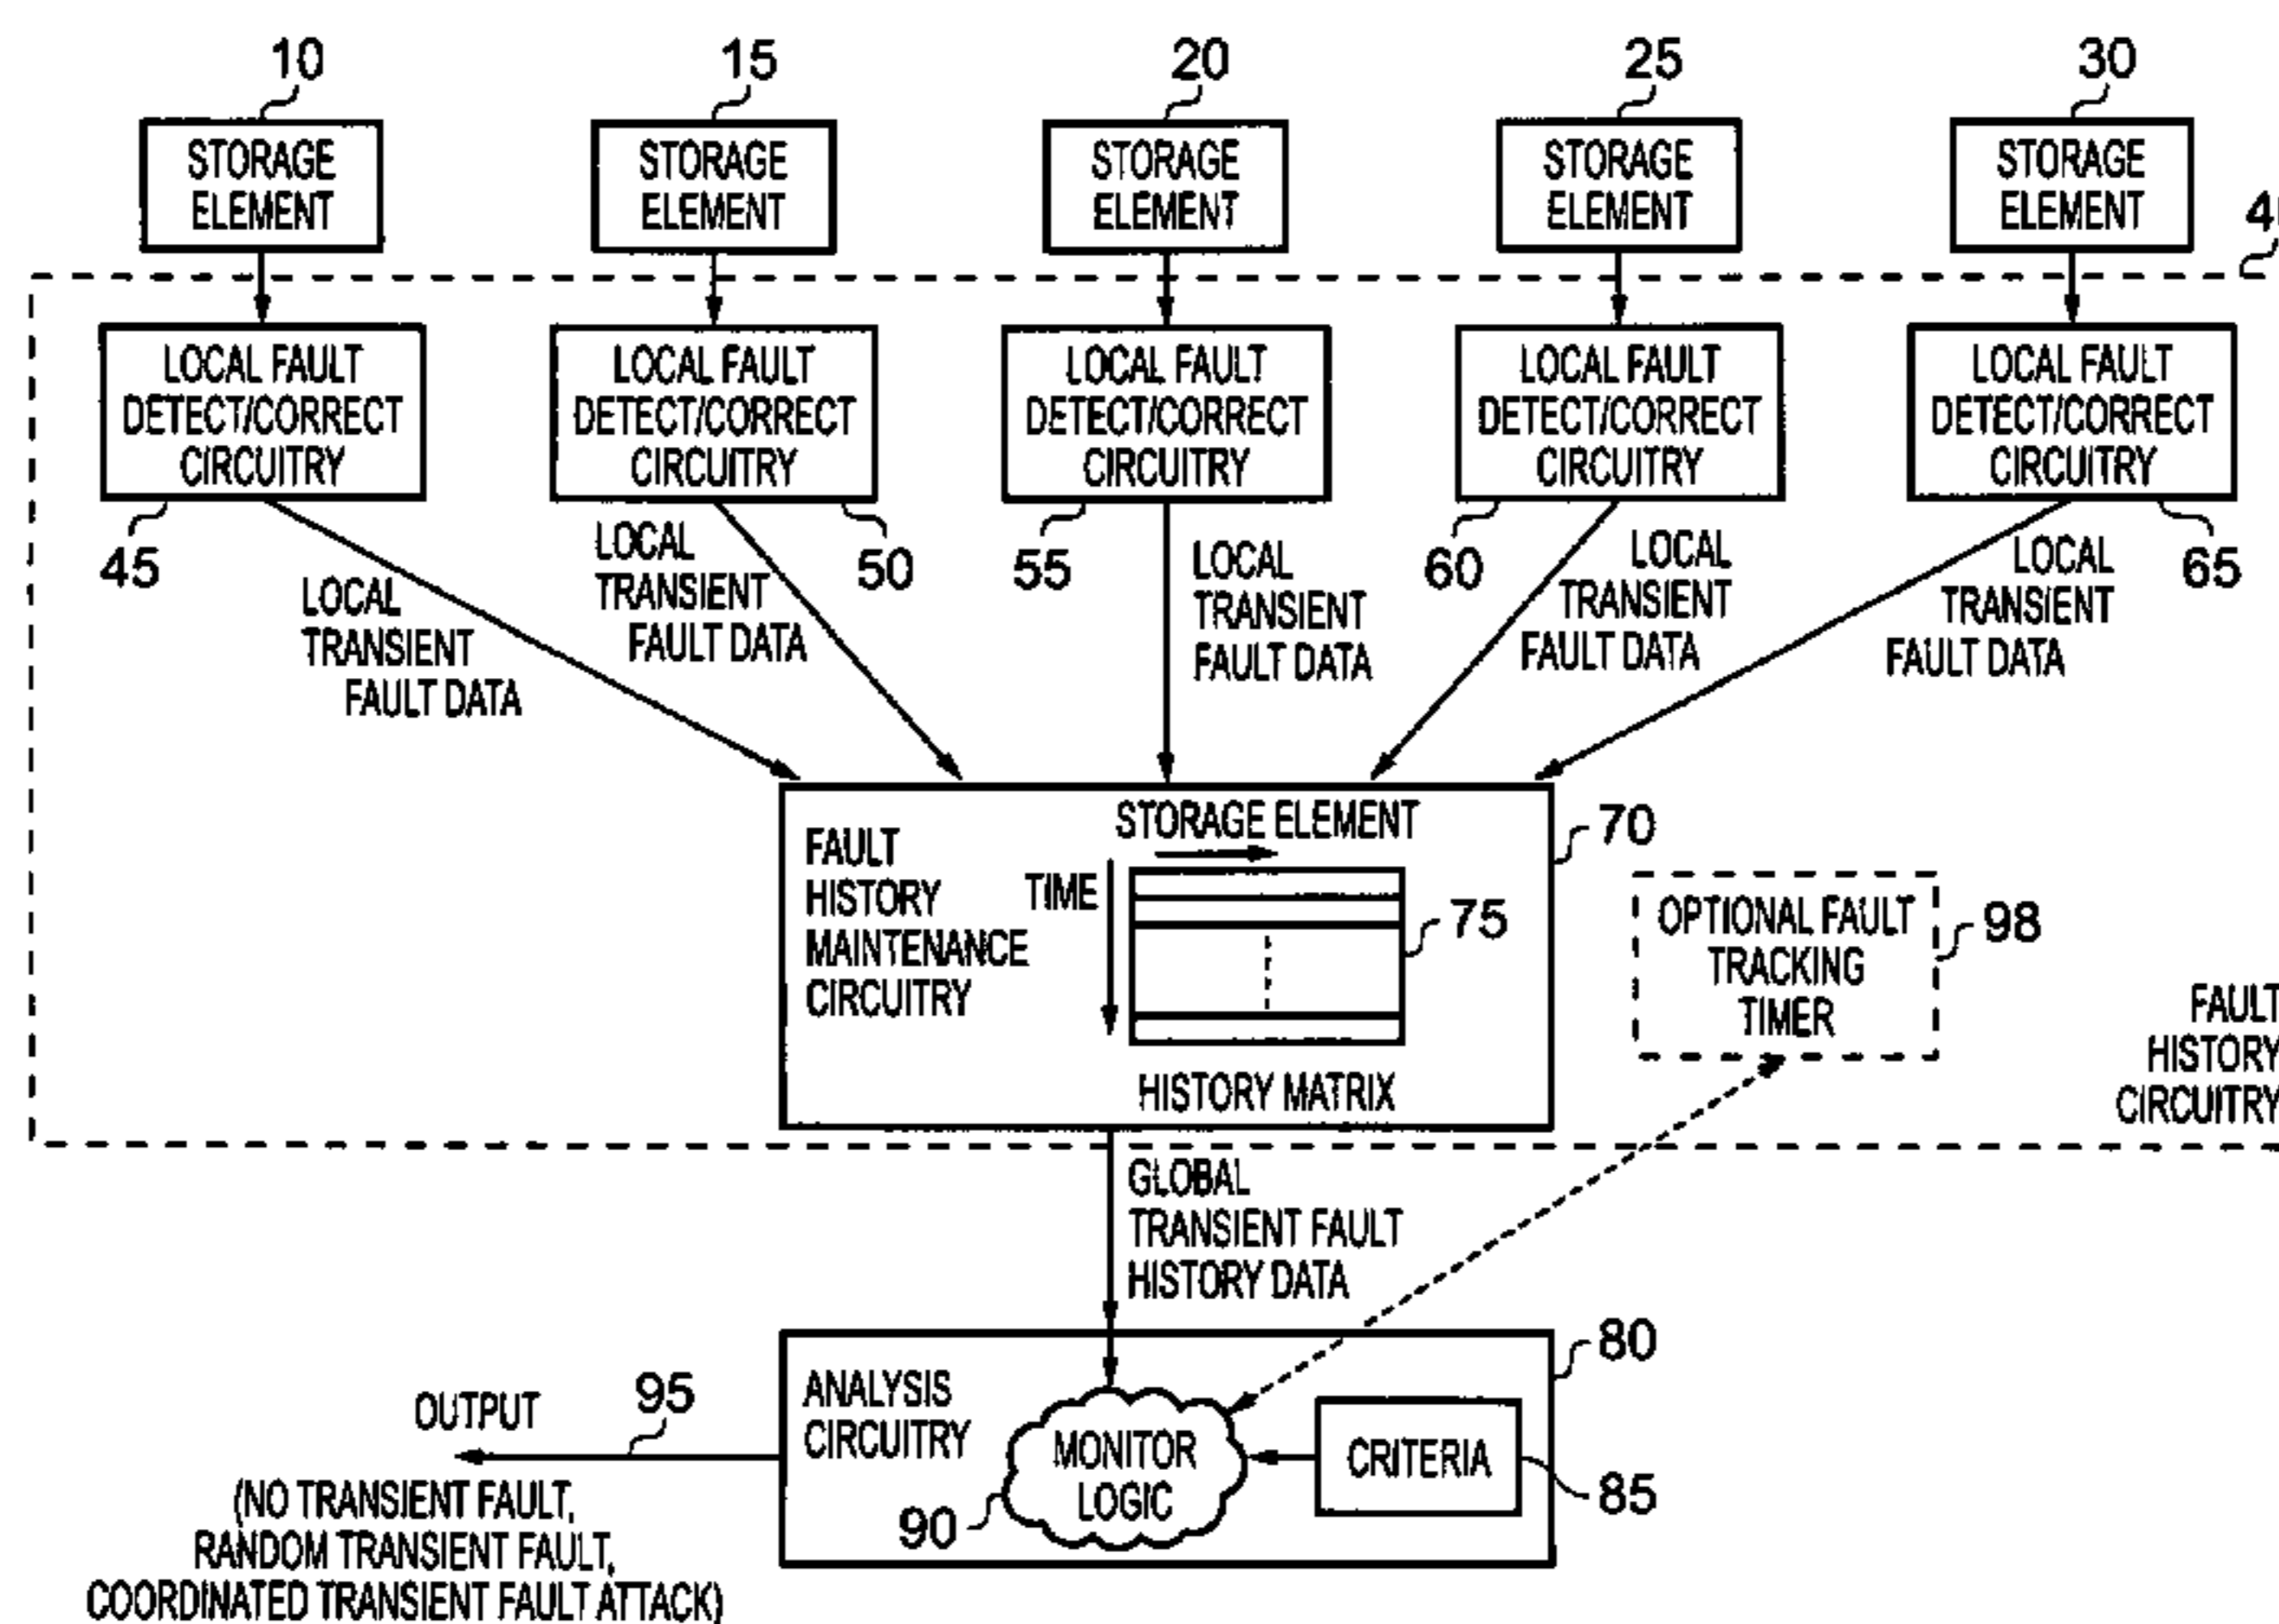 10
15
20
25
30
STORAGE
ELEMENT
STORAGE
ELEMENT
STORAGE
ELEMENT
STORAGE
ELEMENT
STORAGE
ELEMENT
LOCAL FAULT
DETECT/CORRECT
CIRCUITRY
LOCAL FAULT
DETECT/CORRECT
CIRCUITRY
LOCAL FAULT
DETECT/CORRECT
CIRCUITRY
LOCAL FAULT
DETECT/CORRECT
CIRCUITRY
LOCAL FAULT
DETECT/CORRECT
CIRCUITRY
45
50
55
60
65
LOCAL
TRANSIENT
FAULT DATA
LOCAL
TRANSIENT
FAULT DATA
LOCAL
TRANSIENT
FAULT DATA
LOCAL
TRANSIENT
FAULT DATA
LOCAL
TRANSIENT
FAULT DATA
FAULT
HISTORY
MAINTENANCE
CIRCUITRY
STORAGE ELEMENT
TIME
75
HISTORY MATRIX
70
OPTIONAL FAULT
TRACKING
TIMER
98
FAULT
HISTORY
CIRCUITRY
GLOBAL
TRANSIENT FAULT
HISTORY DATA
80
ANALYSIS
CIRCUITRY
MONITOR
LOGIC
90
CRITERIA
85
OUTPUT
95
(NO TRANSIENT FAULT,
RANDOM TRANSIENT FAULT,
COORDINATED TRANSIENT FAULT ATTACK)